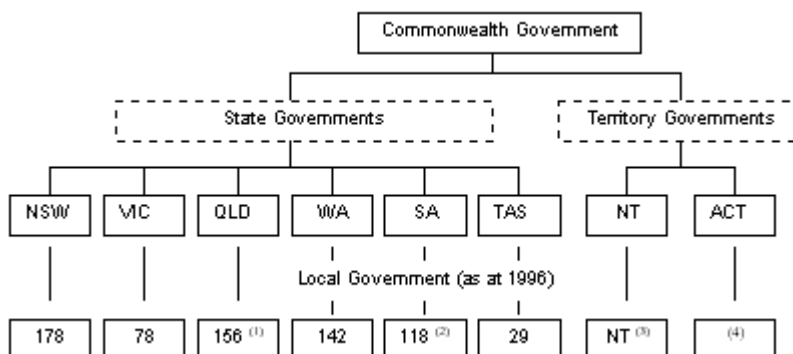 Commonwealth Government
State Governments Territory Governments
NSW VIC QLD WA SA TAS NT ACT
Local Government (as at 1996)
178 78 156 (1) 142 118 (2) 29 NT (3) (4)